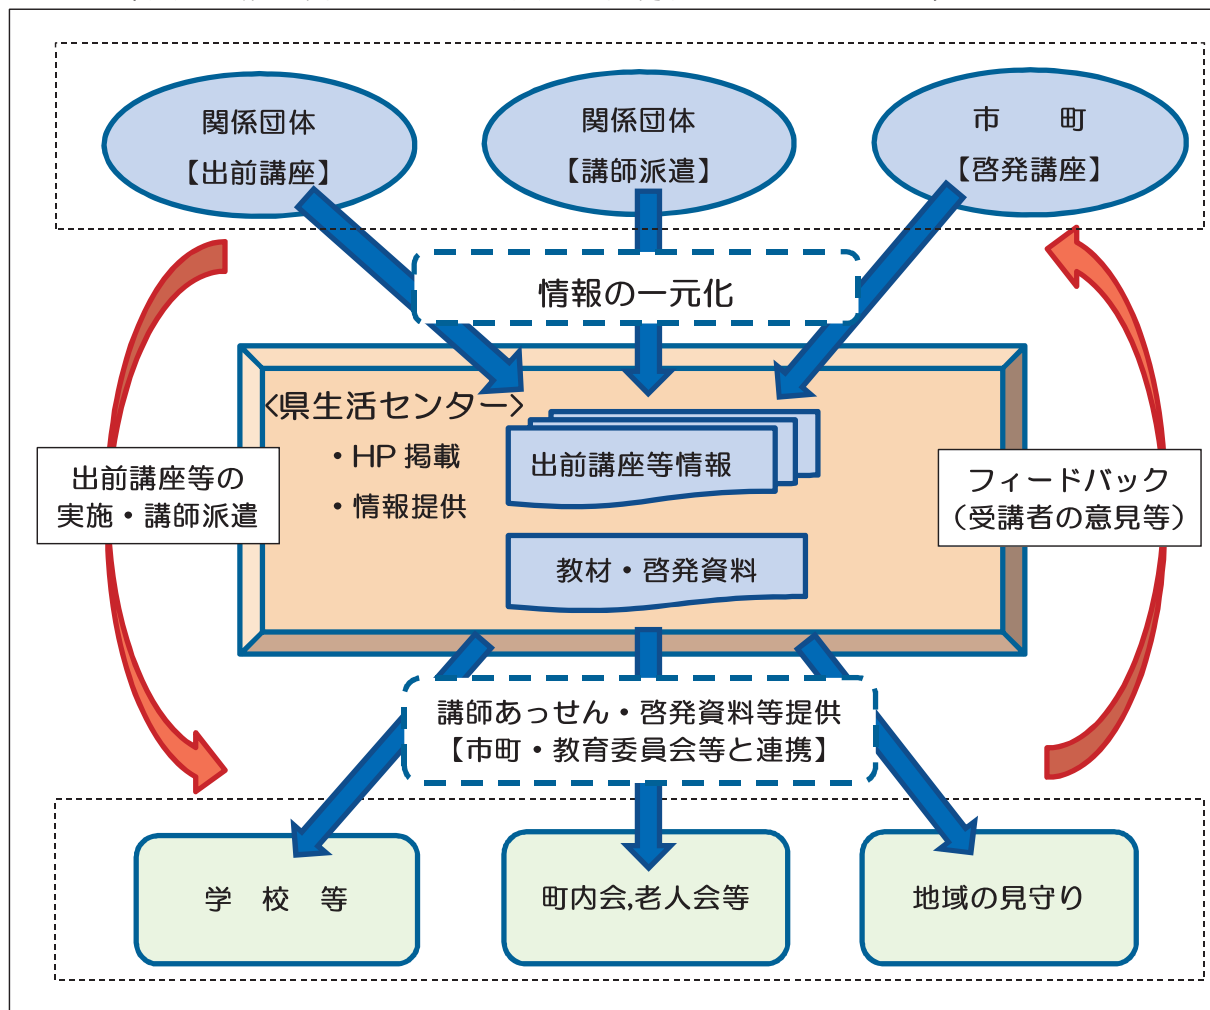 関係団体
【出前講座】
関係団体
【講師派遣】
市　　町
【啓発講座】
情報の一元化
<県生活センター>
・HP 掲載
・情報提供
出前講座等情報
教材・啓発資料
出前講座等の
実施・講師派遣
フィードバック
(受講者の意見等)
講師あっせん・啓発資料等提供
【市町・教育委員会等と連携】
学　校　等
町内会,老人会等
地域の見守り